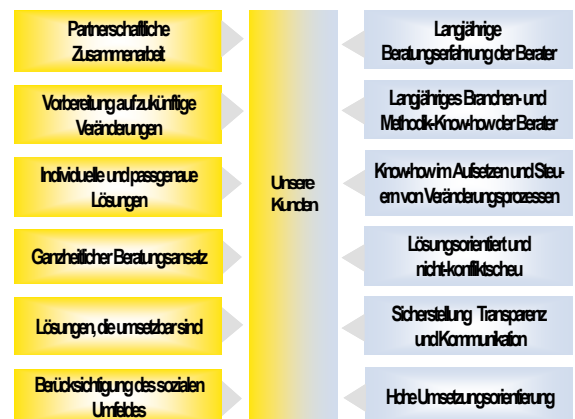 Partnerschaftliche
Zusammenarbeit
Vorbereitung auf zukünftige
Veränderungen
Individuelle und passgenaue
Lösungen
Ganzheitlicher Beratungsansatz
Lösungen, die umsetzbar sind
Berücksichtigung des sozialen
Umfeldes
Unsere
Kunden
Langjährige
Beratungserfahrung der Berater
Langjähriges Branchen- und
Methodik-Know-how der Berater
Know-how im Aufsetzen und Steu-
ern von Veränderungsprozessen
Lösungsorientiert und
nicht-konfliktscheu
Sicherstellung Transparenz
und Kommunikation
Hohe Umsetzungsorientierung